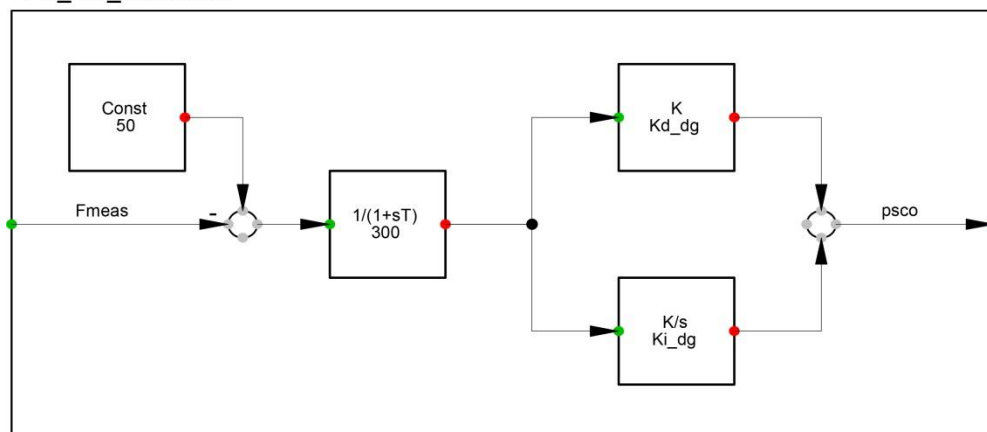 Const
50
K
Kd_dg
Fmeas
-
1/(1+sT)
300
psco
K/s
Ki_dg